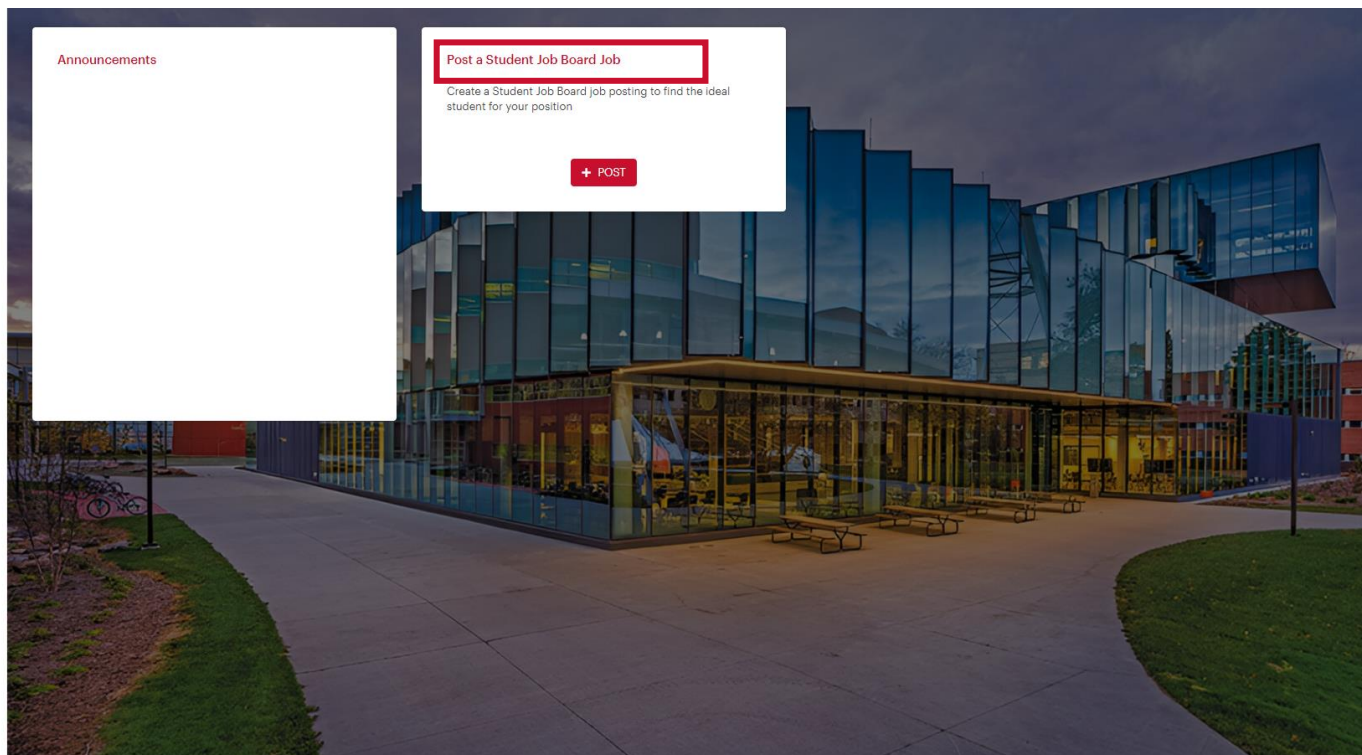 Announcements
Post a Student Job Board Job
Create a Student Job Board job posting to find the ideal
student for your position
+ POST